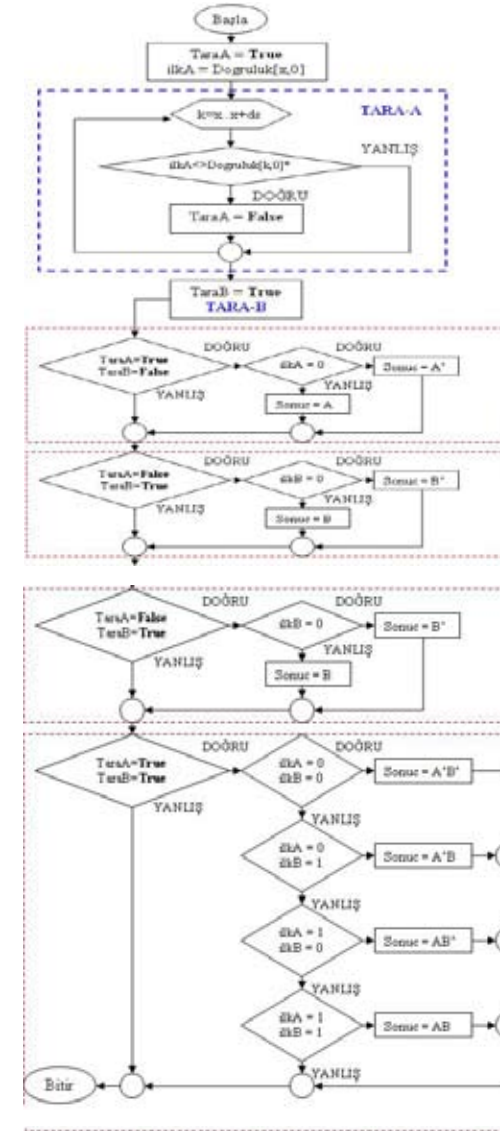 Başla
TaraA = True
ilkA = Dogruluk[x,0]
TARA-A
k=x..x+ds
YANLIŞ
ilkA<>Dogruluk[k,0]*
DOĞRU
TaraA = False
TaraB = True
TARA-B
DOĞRU
DOĞRU
TaraA=True
TaraB=False
ilkA = 0
Sonuc = A'
YANLIŞ
YANLIŞ
Sonuc = A
DOĞRU
DOĞRU
TaraA=False
TaraB=True
ilkB = 0
Sonuc = B'
YANLIŞ
YANLIŞ
Sonuc = B
DOĞRU
DOĞRU
TaraA=False
TaraB=True
ilkB = 0
Sonuc = B'
YANLIŞ
YANLIŞ
Sonuc = B
DOĞRU
DOĞRU
TaraA=True
TaraB=True
ilkA = 0
ilkB = 0
Sonuc = A'B'
YANLIŞ
YANLIŞ
ilkA = 0
ilkB = 1
Sonuc = A'B
YANLIŞ
ilkA = 1
ilkB = 0
Sonuc = AB'
YANLIŞ
ilkA = 1
ilkB = 1
Sonuc = AB
YANLIŞ
Bitir